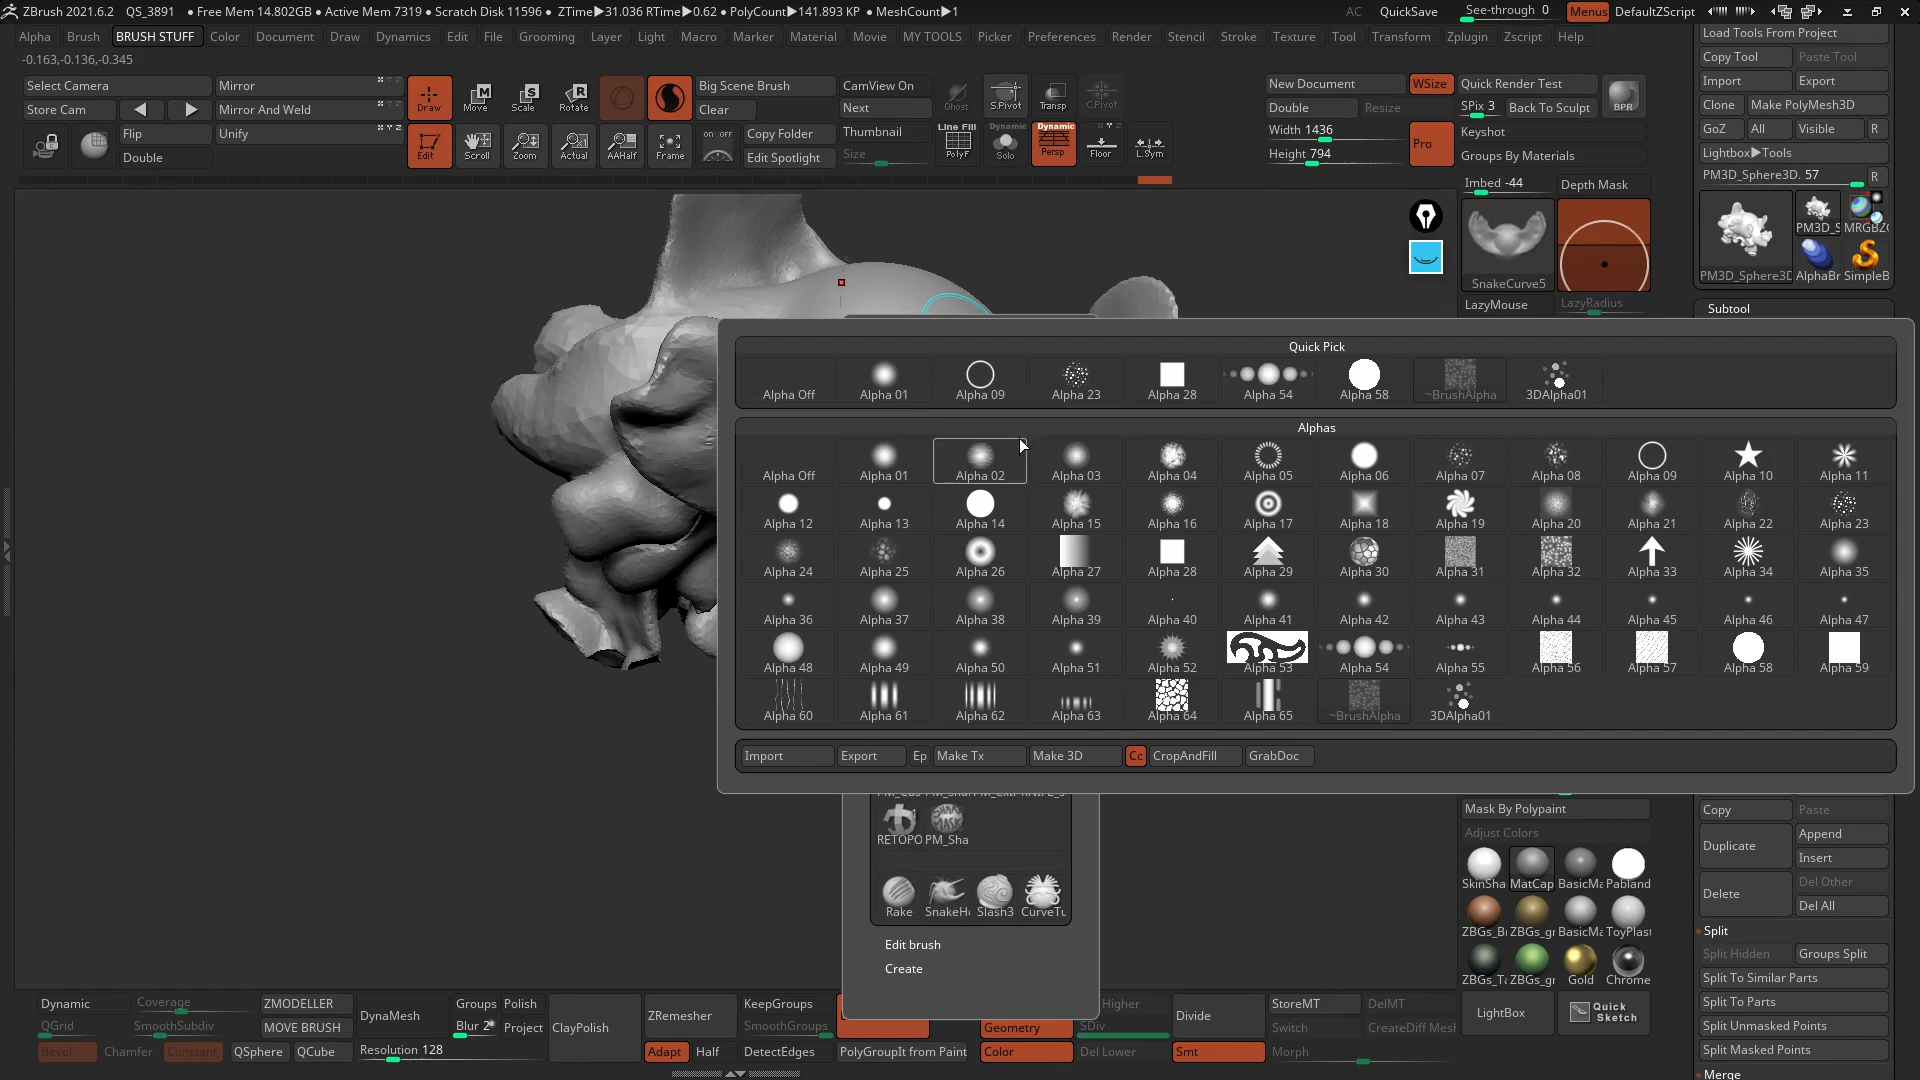 ZBrush 2021.6.2 QS_3891 • Free Mem 14.802GB • Active Mem 7319 • Scratch Disk 11596 • ZTime▶31.036 RTime▶0.62 • PolyCount▶141.893 KP • MeshCount▶1
AC QuickSave See-through 0 Menus DefaultZScript
Alpha Brush BRUSH STUFF Color Document Draw Dynamics Edit File Grooming Layer Light Macro Marker Material Movie MY TOOLS Picker Preferences Render Stencil Stroke Texture Tool Transform Zplugin Zscript Help
-0.163,-0.136,-0.345
Select Camera Mirror
Store Cam Mirror And Weld
Flip Unify
Double
Draw Move Scale Rotate
Edit Scroll Zoom Actual AAHalf Frame
Big Scene Brush
Clear
ON OFF Copy Folder
Edit Spotlight
CamView On
Next
Thumbnail
Size
Ghost S.Pivot Transp C.Pivot
Line Fill Dynamic Dynamic
PolyF Solo Persp Floor L.Sym
New Document WSize Quick Render Test
Double Resize SPix 3 Back To Sculpt BPR
Width 1436 Pro Keyshot
Height 794 Groups By Materials
Imbed -44 Depth Mask
SnakeCurve5
LazyMouse LazyRadius
Load Tools From Project
Copy Tool Paste Tool
Import Export
Clone Make PolyMesh3D
GoZ All Visible R
Lightbox▶Tools
PM3D_Sphere3D. 57 R
PM3D_S MRGBZ
PM3D_Sphere3D AlphaBr SimpleB
Subtool
Quick Pick
Alpha Off Alpha 01 Alpha 09 Alpha 23 Alpha 28 Alpha 54 Alpha 58 ~BrushAlpha 3DAlpha01
Alphas
Alpha Off Alpha 01 Alpha 02 Alpha 03 Alpha 04 Alpha 05 Alpha 06 Alpha 07 Alpha 08 Alpha 09 Alpha 10 Alpha 11
Alpha 12 Alpha 13 Alpha 14 Alpha 15 Alpha 16 Alpha 17 Alpha 18 Alpha 19 Alpha 20 Alpha 21 Alpha 22 Alpha 23
Alpha 24 Alpha 25 Alpha 26 Alpha 27 Alpha 28 Alpha 29 Alpha 30 Alpha 31 Alpha 32 Alpha 33 Alpha 34 Alpha 35
Alpha 36 Alpha 37 Alpha 38 Alpha 39 Alpha 40 Alpha 41 Alpha 42 Alpha 43 Alpha 44 Alpha 45 Alpha 46 Alpha 47
Alpha 48 Alpha 49 Alpha 50 Alpha 51 Alpha 52 Alpha 53 Alpha 54 Alpha 55 Alpha 56 Alpha 57 Alpha 58 Alpha 59
Alpha 60 Alpha 61 Alpha 62 Alpha 63 Alpha 64 Alpha 65 ~BrushAlpha 3DAlpha01
Import Export Ep Make Tx Make 3D Cc CropAndFill GrabDoc
RETOPO PM_Sha
Rake SnakeH Slash3 CurveTu
Edit brush
Create
Mask By Polypaint
Adjust Colors
SkinSha MatCap BasicMa Pabland
ZBGs_Br ZBGs_gr BasicMa ToyPlast
ZBGs_Ta ZBGs_gr Gold Chrome
LightBox Quick Sketch
Copy Paste
Duplicate Append
Insert
Delete Del Other
Del All
Split
Split Hidden Groups Split
Split To Similar Parts
Split To Parts
Split Unmasked Points
Split Masked Points
Merge
Dynamic Coverage ZMODELLER
QGrid SmoothSubdiv MOVE BRUSH
Bevel Chamfer Constant QSphere QCube
DynaMesh Groups Polish
Blur 2 Project
Resolution 128
ClayPolish ZRemesher
Adapt Half
KeepGroups
SmoothGroups
DetectEdges
PolyGroupIt from Paint
Geometry
Color
Higher
SDiv
Del Lower
Divide
Smt
StoreMT DelMT
Switch CreateDiff Mesh
Morph